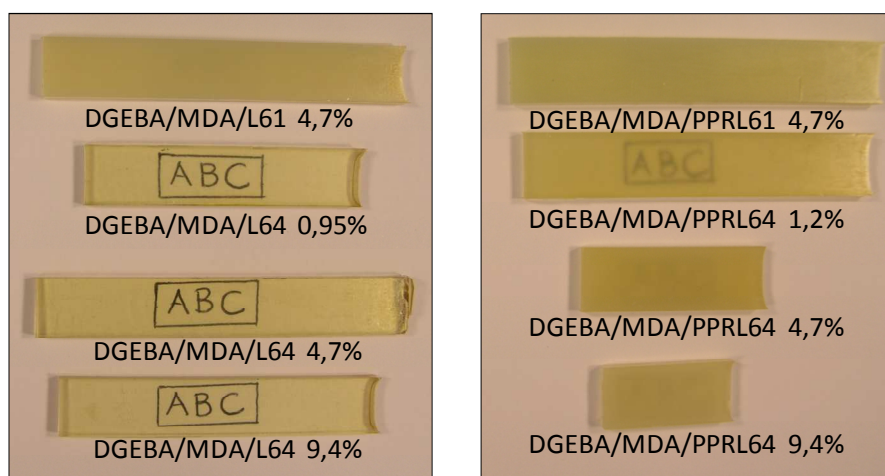 DGEBA/MDA/L61 4,7%
ABC
DGEBA/MDA/L64 0,95%
ABC
DGEBA/MDA/L64 4,7%
ABC
DGEBA/MDA/L64 9,4%
DGEBA/MDA/PPRL61 4,7%
ABC
DGEBA/MDA/PPRL64 1,2%
DGEBA/MDA/PPRL64 4,7%
DGEBA/MDA/PPRL64 9,4%